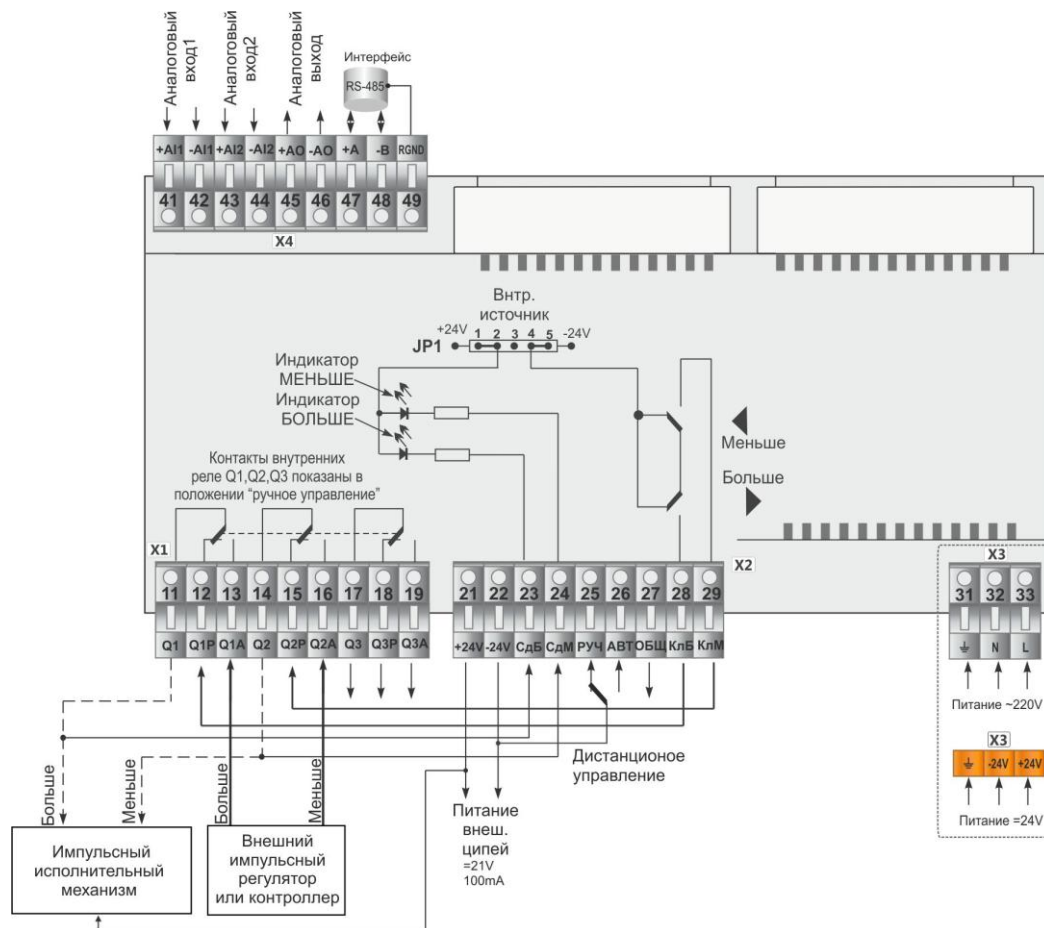 Аналоговый
вход1
Аналоговый
вход2
Аналоговый
выход
Интерфейс
RS-485
+AI1 -AI1 +AI2 -AI2 +AO -AO +A -B RGND
41 42 43 44 45 46 47 48 49
X4
Внтр.
источник
+24V 1 2 3 4 5 -24V
JP1
Индикатор
МЕНЬШЕ
Индикатор
БОЛЬШЕ
Меньше
Больше
Контакты внутренних
реле Q1,Q2,Q3 показаны в
положении "ручное управление"
X1
11 12 13 14 15 16 17 18 19
Q1 Q1P Q1A Q2 Q2P Q2A Q3 Q3P Q3A
X2
21 22 23 24 25 26 27 28 29
+24V -24V СдБ СдМ РУЧ АВТ ОБЩ КлБ КлМ
X3
31 32 33
N L
Питание ~220V
X3
-24V +24V
Питание =24V
Дистанционое
управление
Больше
Меньше
Больше
Меньше
Питание
внеш.
ципей
=21V
100mA
Импульсный
исполнительный
механизм
Внешний
импульсный
регулятор
или контроллер